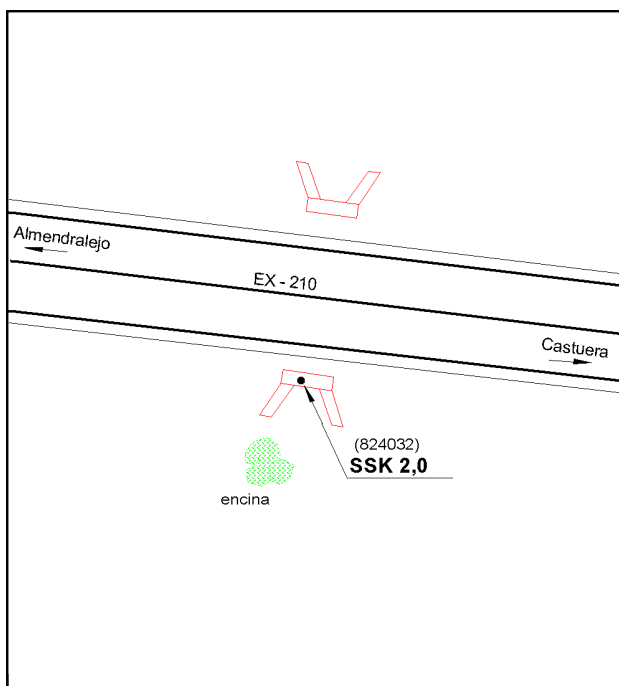 Almendralejo
EX - 210
Castuera
(824032)
SSK 2,0
encina